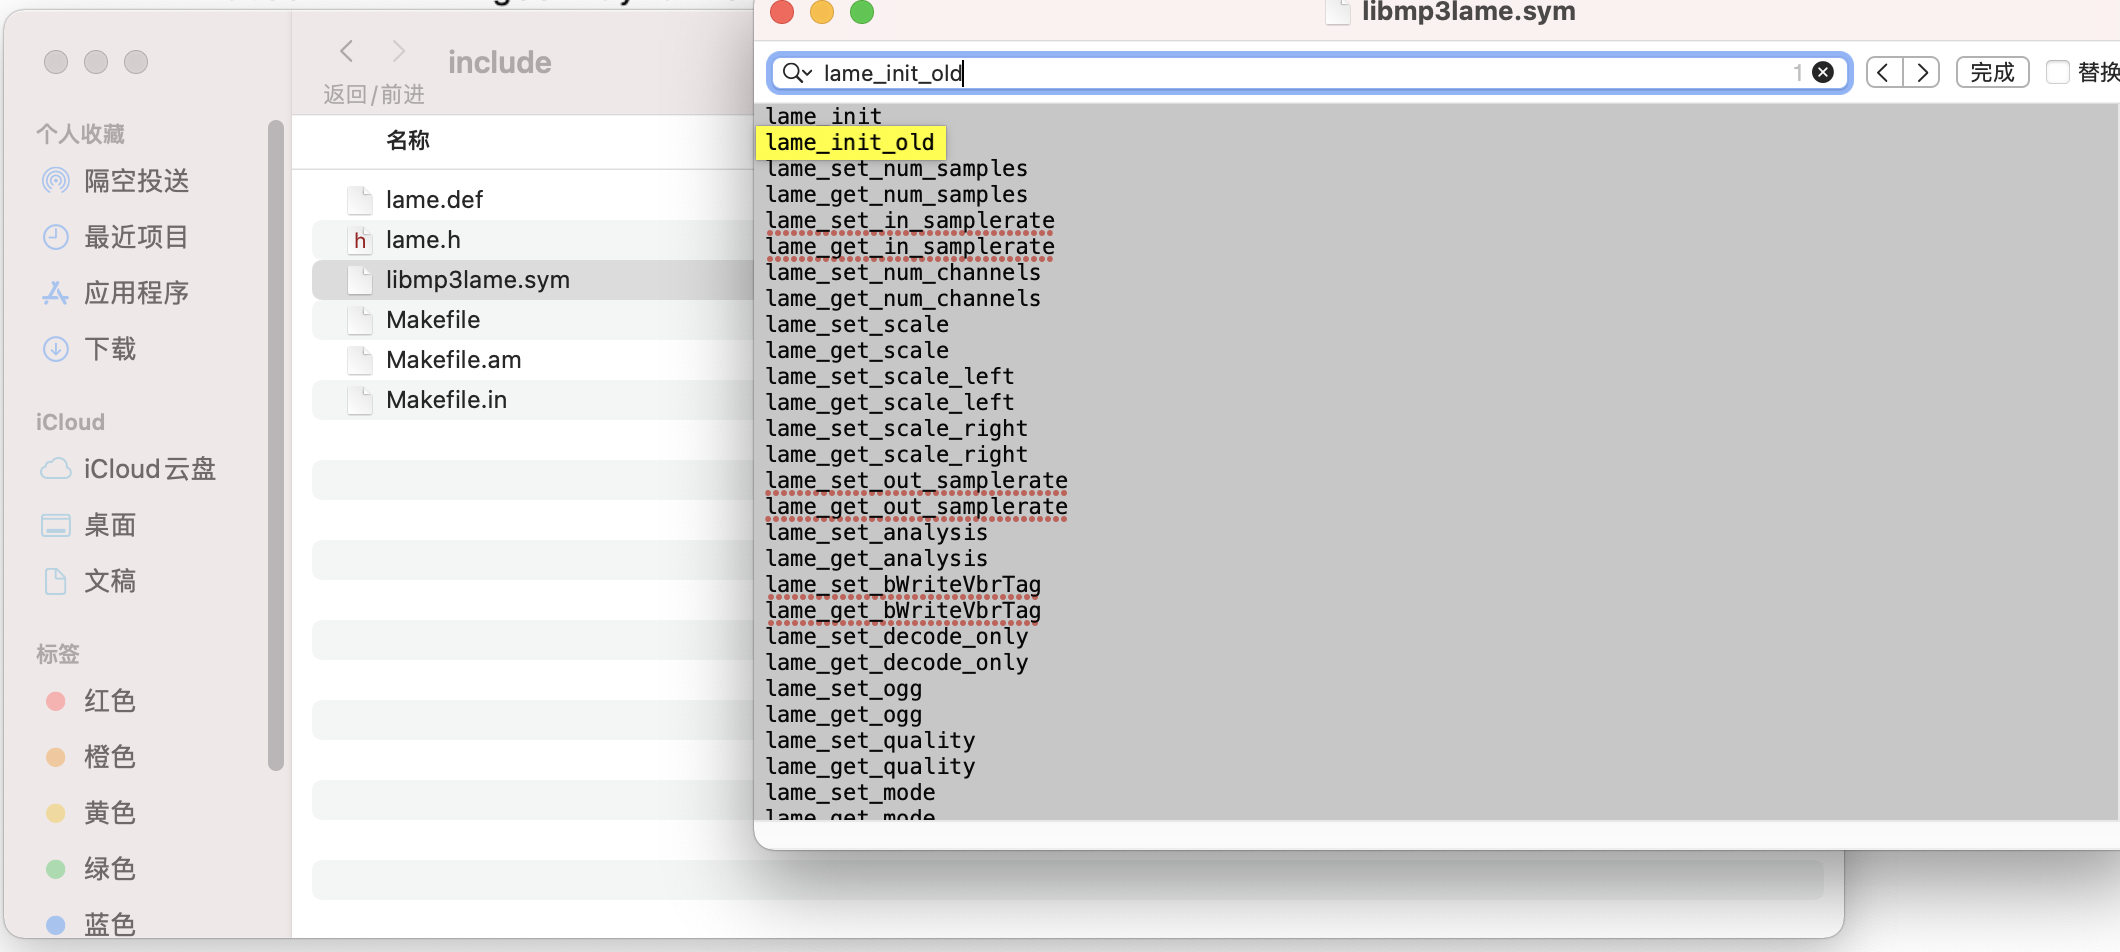 include
返回/前进
个人收藏
隔空投送
最近项目
应用程序
下载
iCloud
iCloud云盘
桌面
文稿
标签
红色
橙色
黄色
绿色
蓝色
名称
lame.def
h
lame.h
libmp3lame.sym
Makefile
Makefile.am
Makefile.in
libmp3lame.sym
lame_init_old
1
完成
替换
lame_init
lame_init_old
lame_set_num_samples
lame_get_num_samples
lame_set_in_samplerate
lame_get_in_samplerate
lame_set_num_channels
lame_get_num_channels
lame_set_scale
lame_get_scale
lame_set_scale_left
lame_get_scale_left
lame_set_scale_right
lame_get_scale_right
lame_set_out_samplerate
lame_get_out_samplerate
lame_set_analysis
lame_get_analysis
lame_set_bWriteVbrTag
lame_get_bWriteVbrTag
lame_set_decode_only
lame_get_decode_only
lame_set_ogg
lame_get_ogg
lame_set_quality
lame_get_quality
lame_set_mode
lame_get_mode